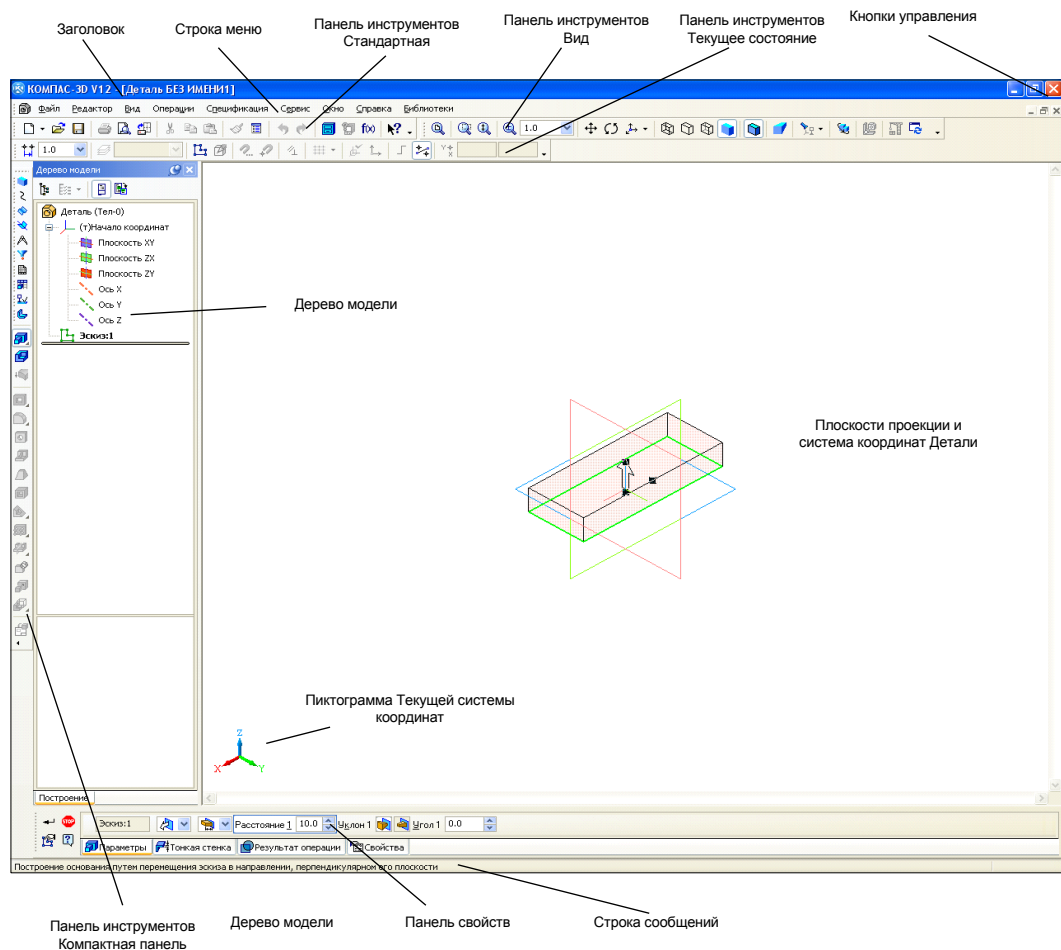 Заголовок
Строка меню
Панель инструментов
Стандартная
Панель инструментов
Вид
Панель инструментов
Текущее состояние
Кнопки управления
КОМПАС-3D V12 - [Деталь БЕЗ ИМЕНИ1]
Файл Редактор Вид Операции Спецификация Сервис Окно Справка Библиотеки
1.0
1.0
Дерево модели
Деталь (Тел-0)
(т)Начало координат
Плоскость XY
Плоскость ZX
Плоскость ZY
Ось X
Ось Y
Ось Z
Эскиз:1
Дерево модели
Плоскости проекции и
система координат Детали
Пиктограмма Текущей системы
координат
Z
X
Y
Построение
STOP
Эскиз:1 Расстояние 1 10.0 Уклон 1 Угол 1 0.0
Параметры Тонкая стенка Результат операции Свойства
Построение основания путем перемещения эскиза в направлении, перпендикулярном его плоскости
Панель инструментов
Компактная панель
Дерево модели
Панель свойств
Строка сообщений